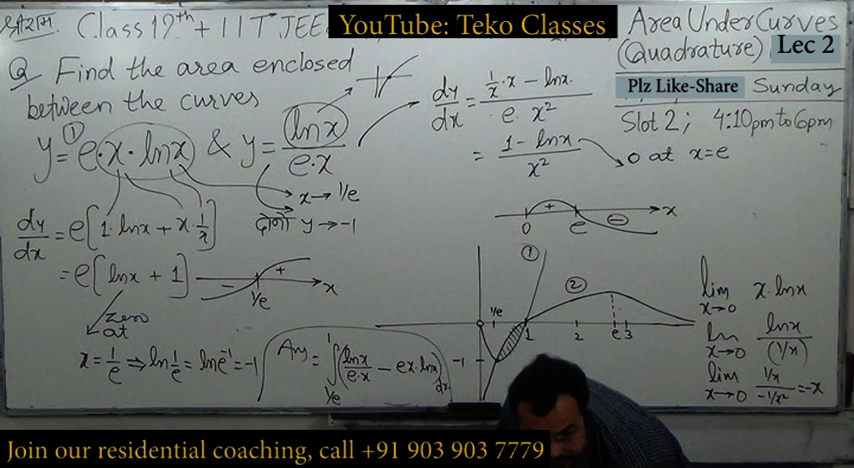 श्रीराम. Class 12th + IIT JEE
YouTube: Teko Classes
Area Under Curves
(Quadrature) Lec 2
Plz Like-Share Sunday
Slot 2; 4:10pm to 6pm
Q Find the area enclosed
between the curves
① y = e·x·lnx & y = lnx/(e·x)
x → 1/e
दोनों y → -1
dy/dx = e[1·lnx + x·1/x]
= e[lnx + 1]
- + 1/e x
zero at
x = 1/e ⇒ ln 1/e = ln e⁻¹ = -1
dy/dx = (1/x·x - lnx)/(e x²)
= (1 - lnx)/x² 0 at x=e
+ - 0 e x
① ② 1/e 1 2 e 3 -1
Ans = ∫_{1/e}^{1} (lnx/(e·x) - ex·lnx) dx
lim x→0 x·lnx
lim x→0 lnx/(1/x)
lim x→0 (1/x)/(-1/x²) = -x
Join our residential coaching, call +91 903 903 7779